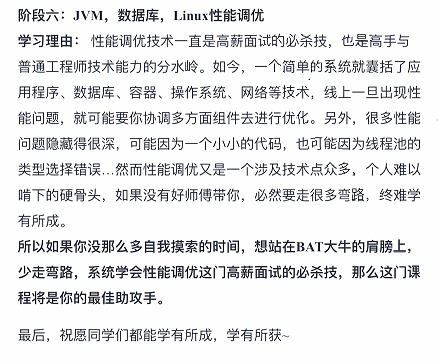 阶段六：JVM，数据库，Linux性能调优
学习理由： 性能调优技术一直是高薪面试的必杀技，也是高手与
普通工程师技术能力的分水岭。如今，一个简单的系统就囊括了应
用程序、数据库、容器、操作系统、网络等技术，线上一旦出现性
能问题，就可能要你协调多方面组件去进行优化。另外，很多性能
问题隐藏得很深，可能因为一个小小的代码，也可能因为线程池的
类型选择错误…然而性能调优又是一个涉及技术点众多，个人难以
啃下的硬骨头，如果没有好师傅带你，必然要走很多弯路，终难学
有所成。
所以如果你没那么多自我摸索的时间，想站在BAT大牛的肩膀上，
少走弯路，系统学会性能调优这门高薪面试的必杀技，那么这门课
程将是你的最佳助攻手。
最后，祝愿同学们都能学有所成，学有所获~